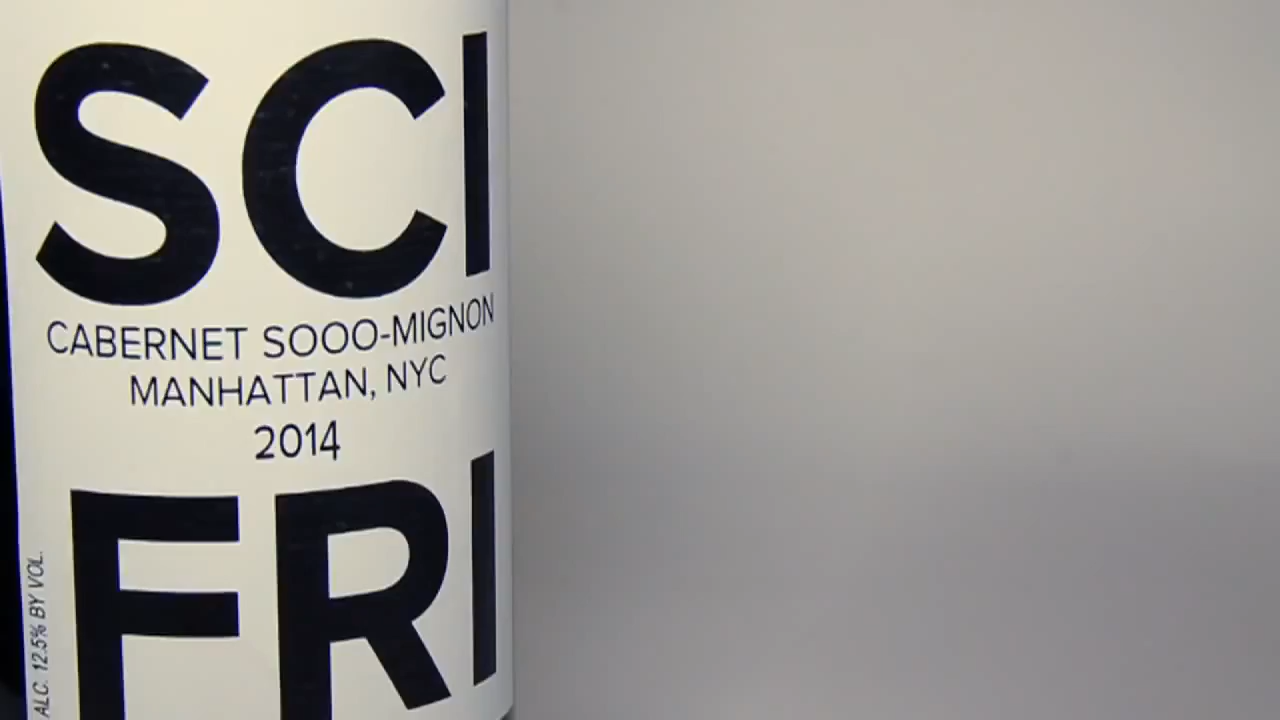 SCI
CABERNET SOOO-MIGNON
MANHATTAN, NYC
2014
FRI
ALC. 12.5% BY VOL.